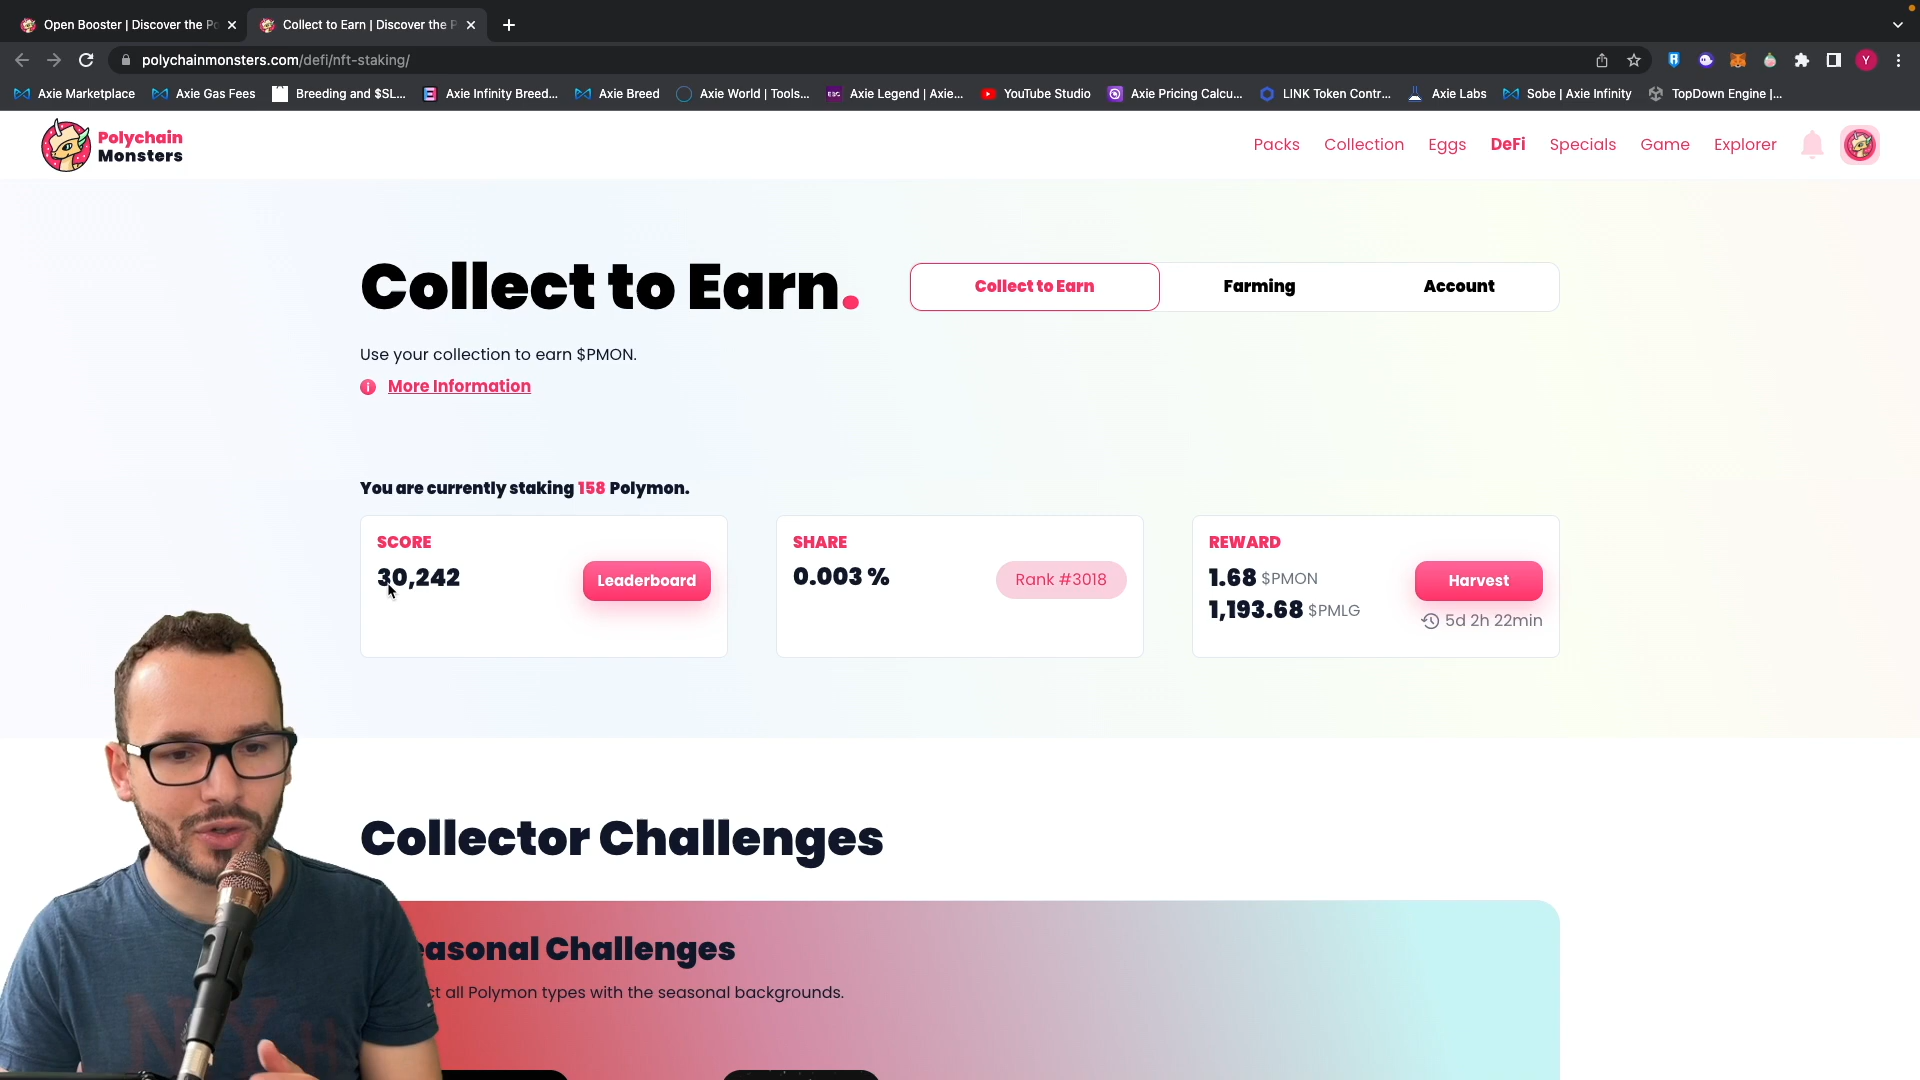 Open Booster | Discover the Po
Collect to Earn | Discover the P
polychainmonsters.com/defi/nft-staking/
Y
Axie Marketplace
Axie Gas Fees
Breeding and $SL...
Axie Infinity Breed...
Axie Breed
Axie World | Tools...
Axie Legend | Axie...
YouTube Studio
Axie Pricing Calcu...
LINK Token Contr...
Axie Labs
Sobe | Axie Infinity
TopDown Engine |...
Polychain
Monsters
Packs
Collection
Eggs
DeFi
Specials
Game
Explorer
Collect to Earn.
Collect to Earn
Farming
Account
Use your collection to earn $PMON.
More Information
You are currently staking 158 Polymon.
SCORE
30,242
Leaderboard
SHARE
0.003 %
Rank #3018
REWARD
1.68 $PMON
1,193.68 $PMLG
Harvest
5d 2h 22min
Collector Challenges
easonal Challenges
ct all Polymon types with the seasonal backgrounds.